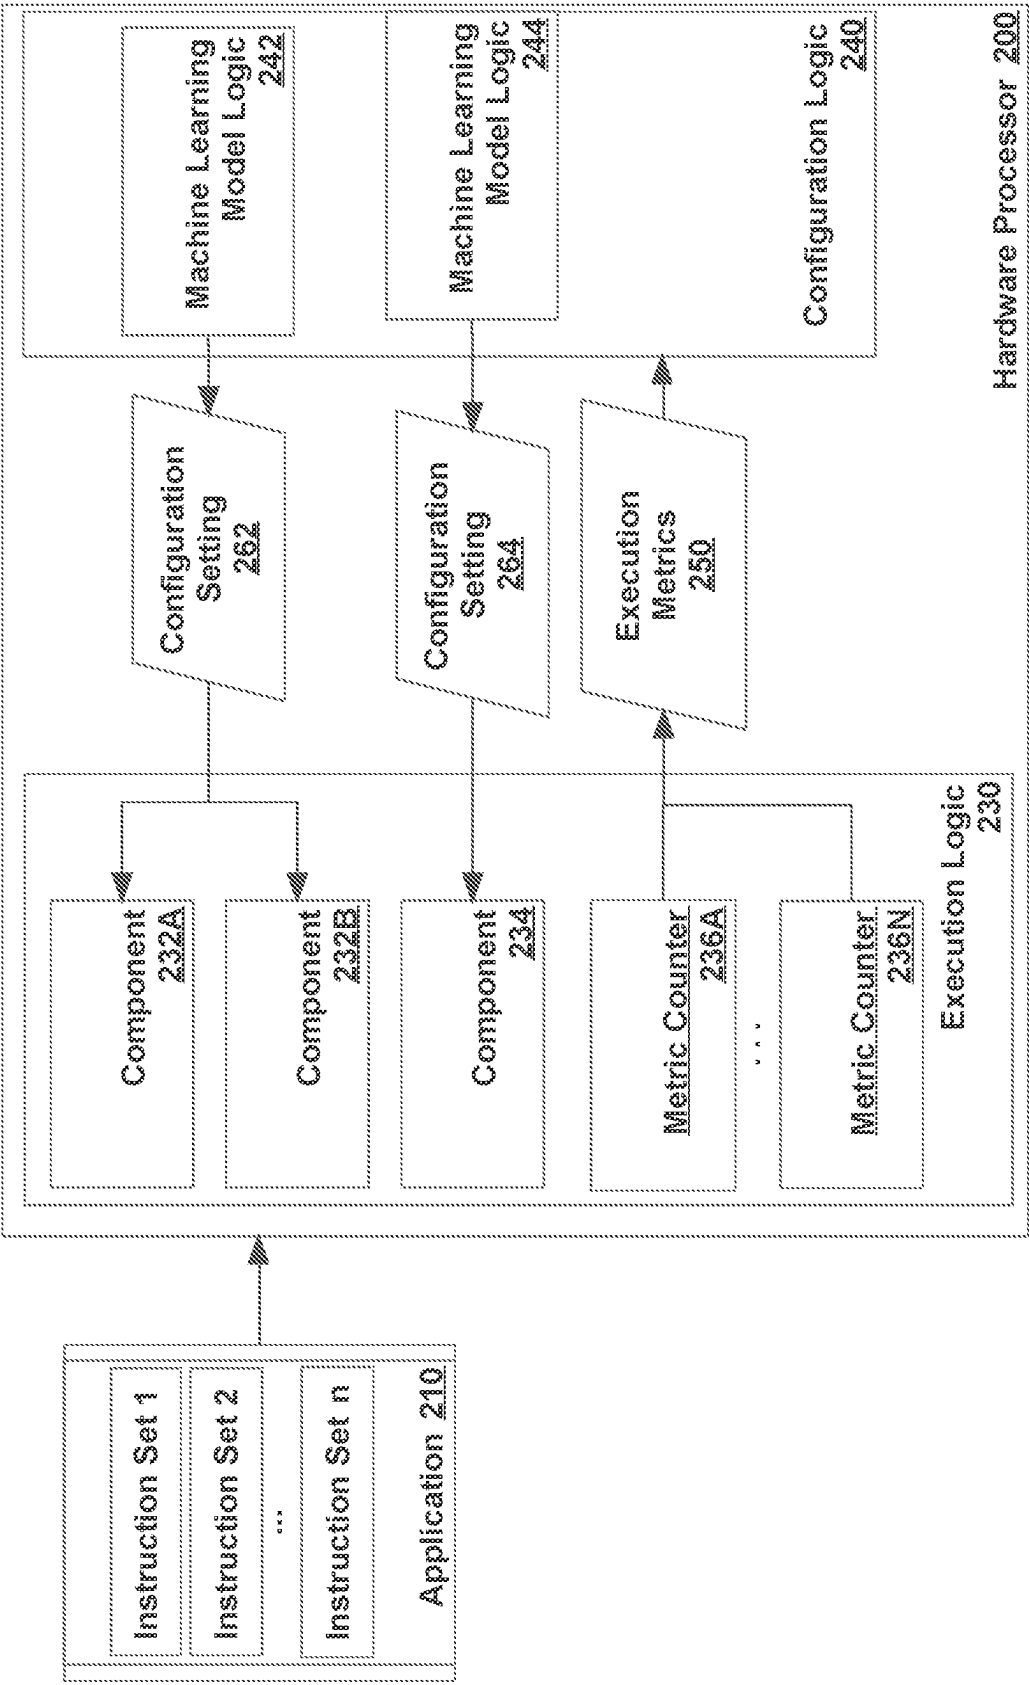 Instruction Set 1
Instruction Set 2
...
Instruction Set n
Application 210
Component
232A
Component
232B
Component
234
Metric Counter
236A
...
Metric Counter
236N
Execution Logic
230
Configuration
Setting
262
Configuration
Setting
264
Execution
Metrics
250
Machine Learning
Model Logic
242
Machine Learning
Model Logic
244
Configuration Logic
240
Hardware Processor 200